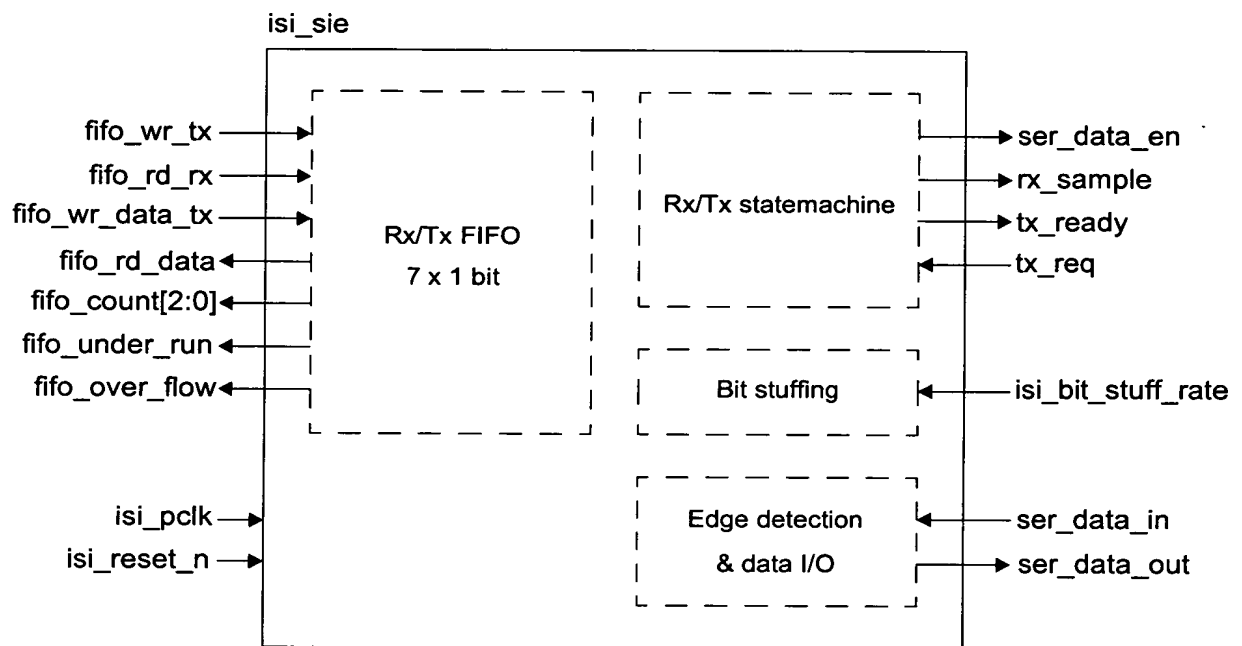 isi_sie
fifo_wr_tx
fifo_rd_rx
fifo_wr_data_tx
fifo_rd_data
fifo_count[2:0]
fifo_under_run
fifo_over_flow
isi_pclk
isi_reset_n
Rx/Tx FIFO
7 x 1 bit
Rx/Tx statemachine
Bit stuffing
Edge detection
& data I/O
ser_data_en
rx_sample
tx_ready
tx_req
isi_bit_stuff_rate
ser_data_in
ser_data_out